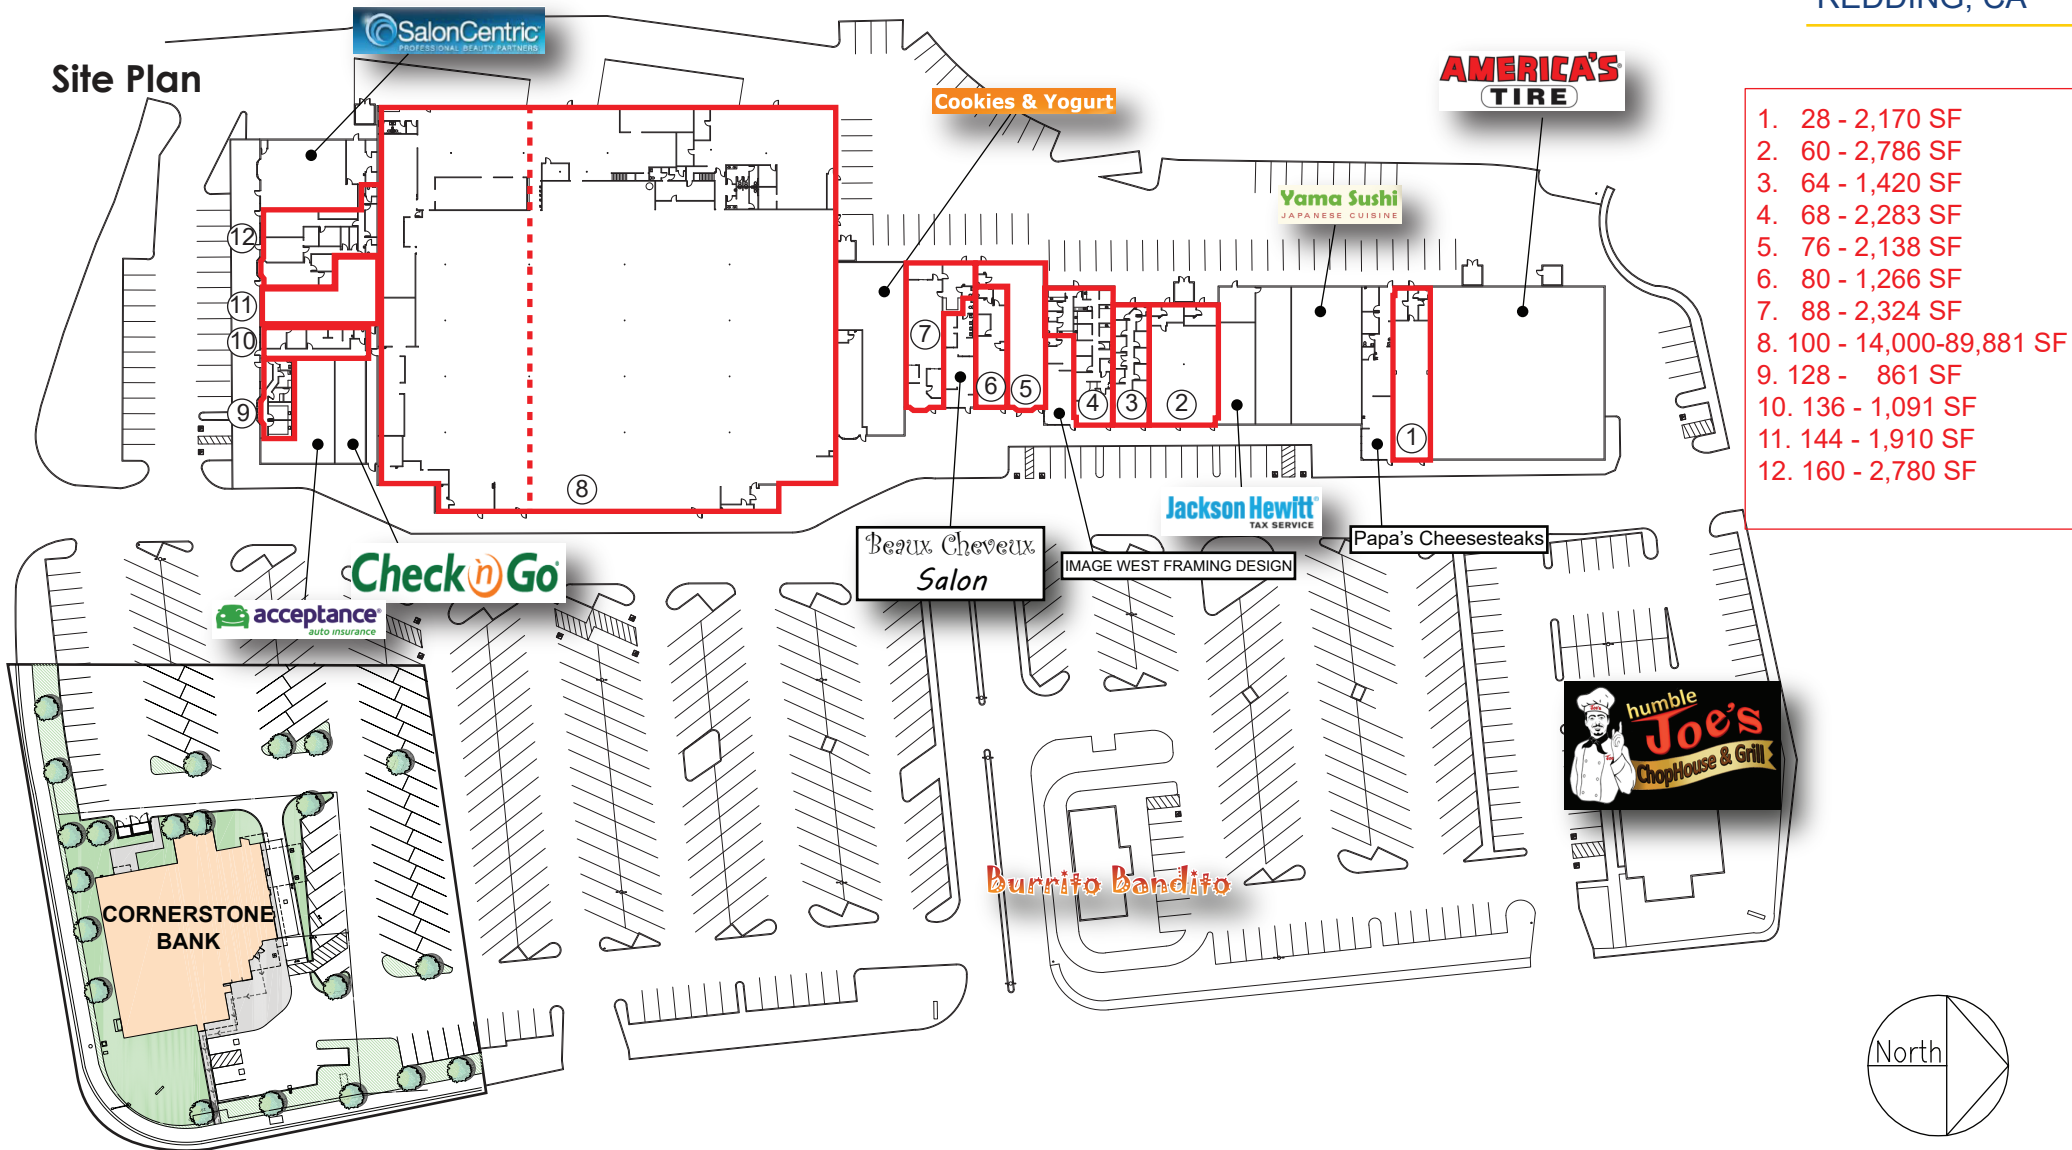 REDDING, CA
Site Plan
SalonCentric
PROFESSIONAL BEAUTY PARTNERS
Cookies & Yogurt
AMERICA'S
TIRE
Yama Sushi
JAPANESE CUISINE
1. 28 - 2,170 SF
2. 60 - 2,786 SF
3. 64 - 1,420 SF
4. 68 - 2,283 SF
5. 76 - 2,138 SF
6. 80 - 1,266 SF
7. 88 - 2,324 SF
8. 100 - 14,000-89,881 SF
9. 128 - 861 SF
10. 136 - 1,091 SF
11. 144 - 1,910 SF
12. 160 - 2,780 SF
12
11
10
9
8
7
6
5
4
3
2
1
Jackson Hewitt
TAX SERVICE
Papa's Cheesesteaks
Beaux Cheveux
Salon
IMAGE WEST FRAMING DESIGN
Check n Go
acceptance
auto insurance
humble
Joe's
ChopHouse & Grill
Burrito Bandito
CORNERSTONE
BANK
North